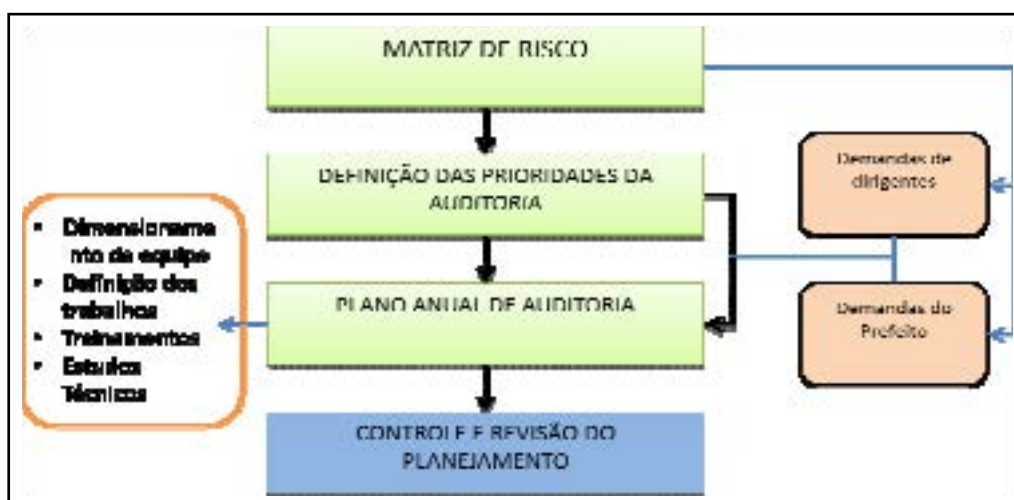 MATRIZ DE RISCO
DEFINIÇÃO DAS PRIORIDADES DA
AUDITORIA
PLANO ANUAL DE AUDITORIA
CONTROLE E REVISÃO DO
PLANEJAMENTO
• Dimensioname
nto de equipe
• Definição dos
trabalhos
• Treinamentos
• Estudos
Técnicos
Demandas de
dirigentes
Demandas do
Prefeito